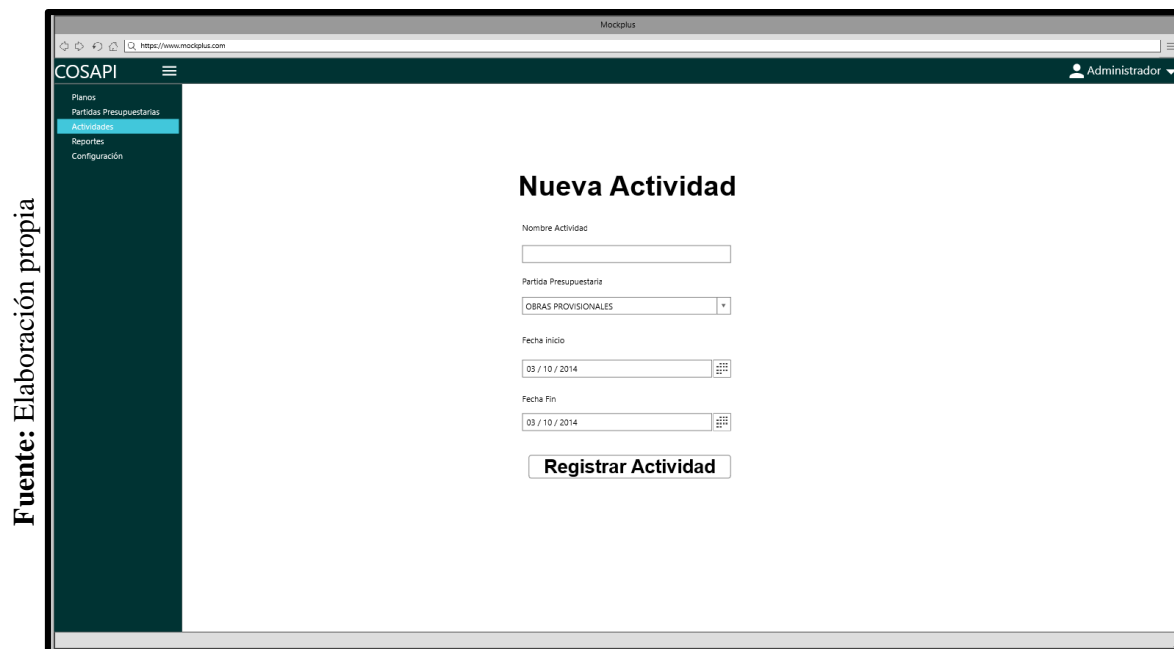 Mockplus
https://www.mockplus.com
COSAPI
Administrador
Planos
Partidas Presupuestarias
Actividades
Reportes
Configuración
Nueva Actividad
Nombre Actividad
Partida Presupuestaria
OBRAS PROVISIONALES
Fecha inicio
03 / 10 / 2014
Fecha Fin
03 / 10 / 2014
Registrar Actividad
Fuente: Elaboración propia